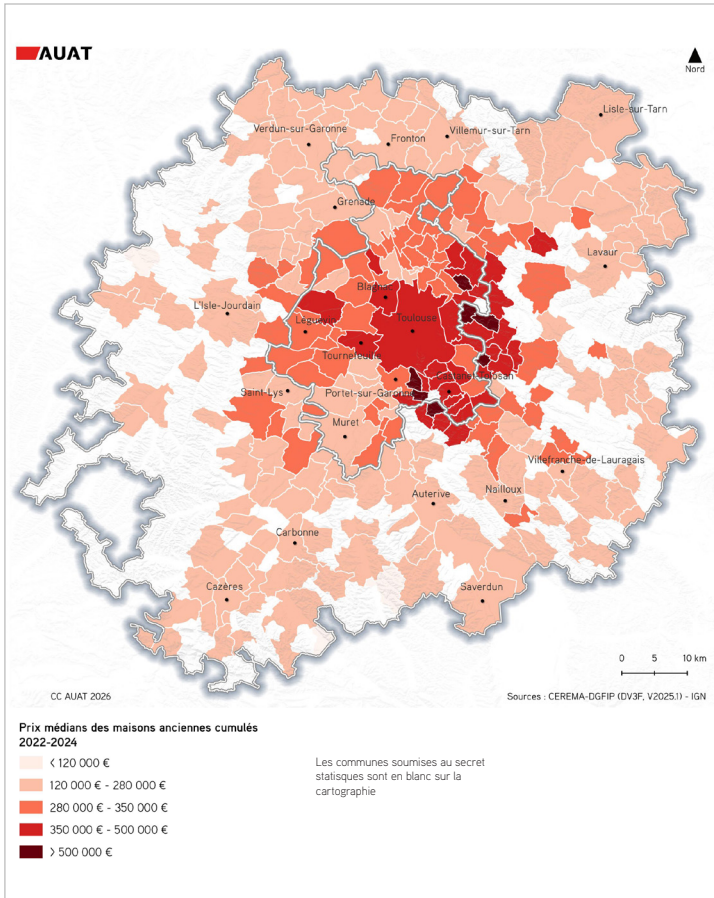 AUAT
Nord
Lisle-sur-Tarn
Verdun-sur-Garonne
Fronton
Villemur-sur-Tarn
Grenade
Lavaur
Blagnac
L'Isle-Jourdain
Léguevin
Toulouse
Tournefeuille
Castanet-Tolosan
Saint-Lys
Portet-sur-Garonne
Muret
Villefranche-de-Lauragais
Auterive
Nailloux
Carbonne
Cazères
Saverdun
0 5 10 km
CC AUAT 2026
Sources : CEREMA-DGFIP (DV3F, V2025.1) - IGN
Prix médians des maisons anciennes cumulés
2022-2024
< 120 000 €
120 000 € - 280 000 €
280 000 € - 350 000 €
350 000 € - 500 000 €
> 500 000 €
Les communes soumises au secret
statisques sont en blanc sur la
cartographie